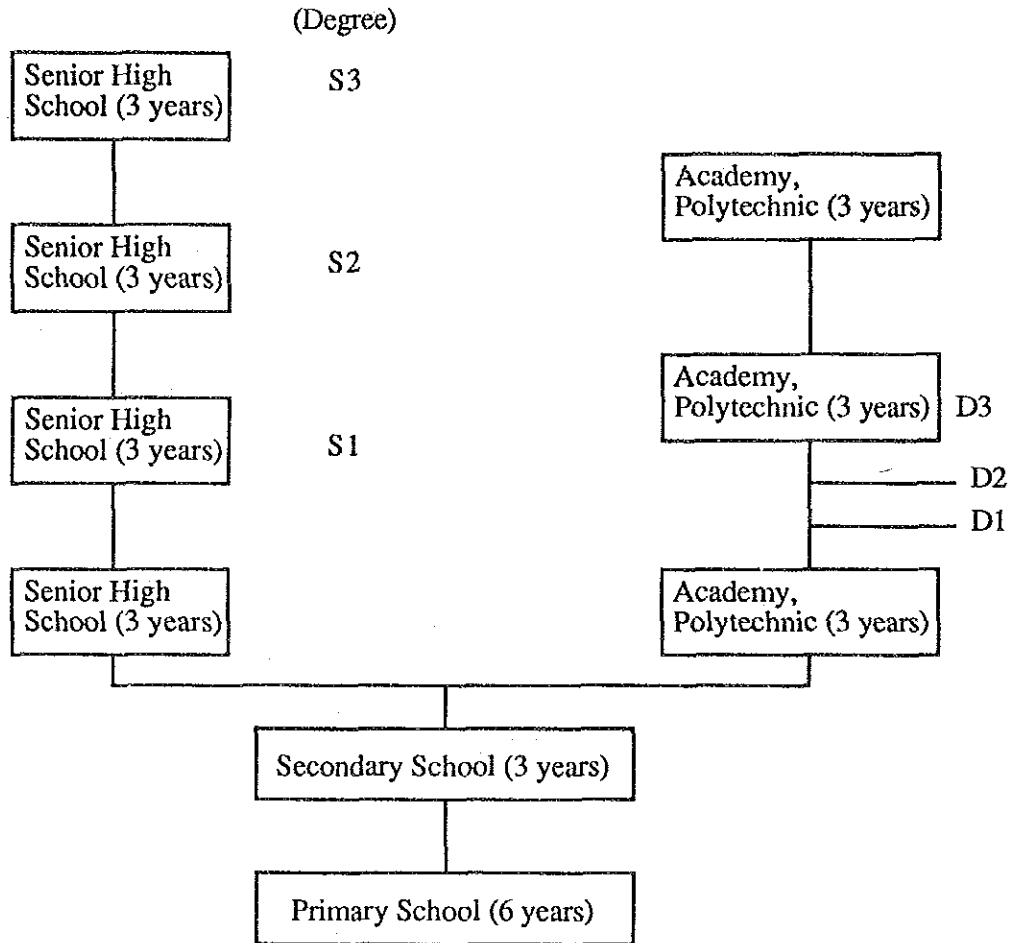 (Degree)
Senior High
School (3 years)
S3
Academy,
Polytechnic (3 years)
Senior High
School (3 years)
S2
Academy,
Polytechnic (3 years)
D3
Senior High
School (3 years)
S1
D2
D1
Senior High
School (3 years)
Academy,
Polytechnic (3 years)
Secondary School (3 years)
Primary School (6 years)